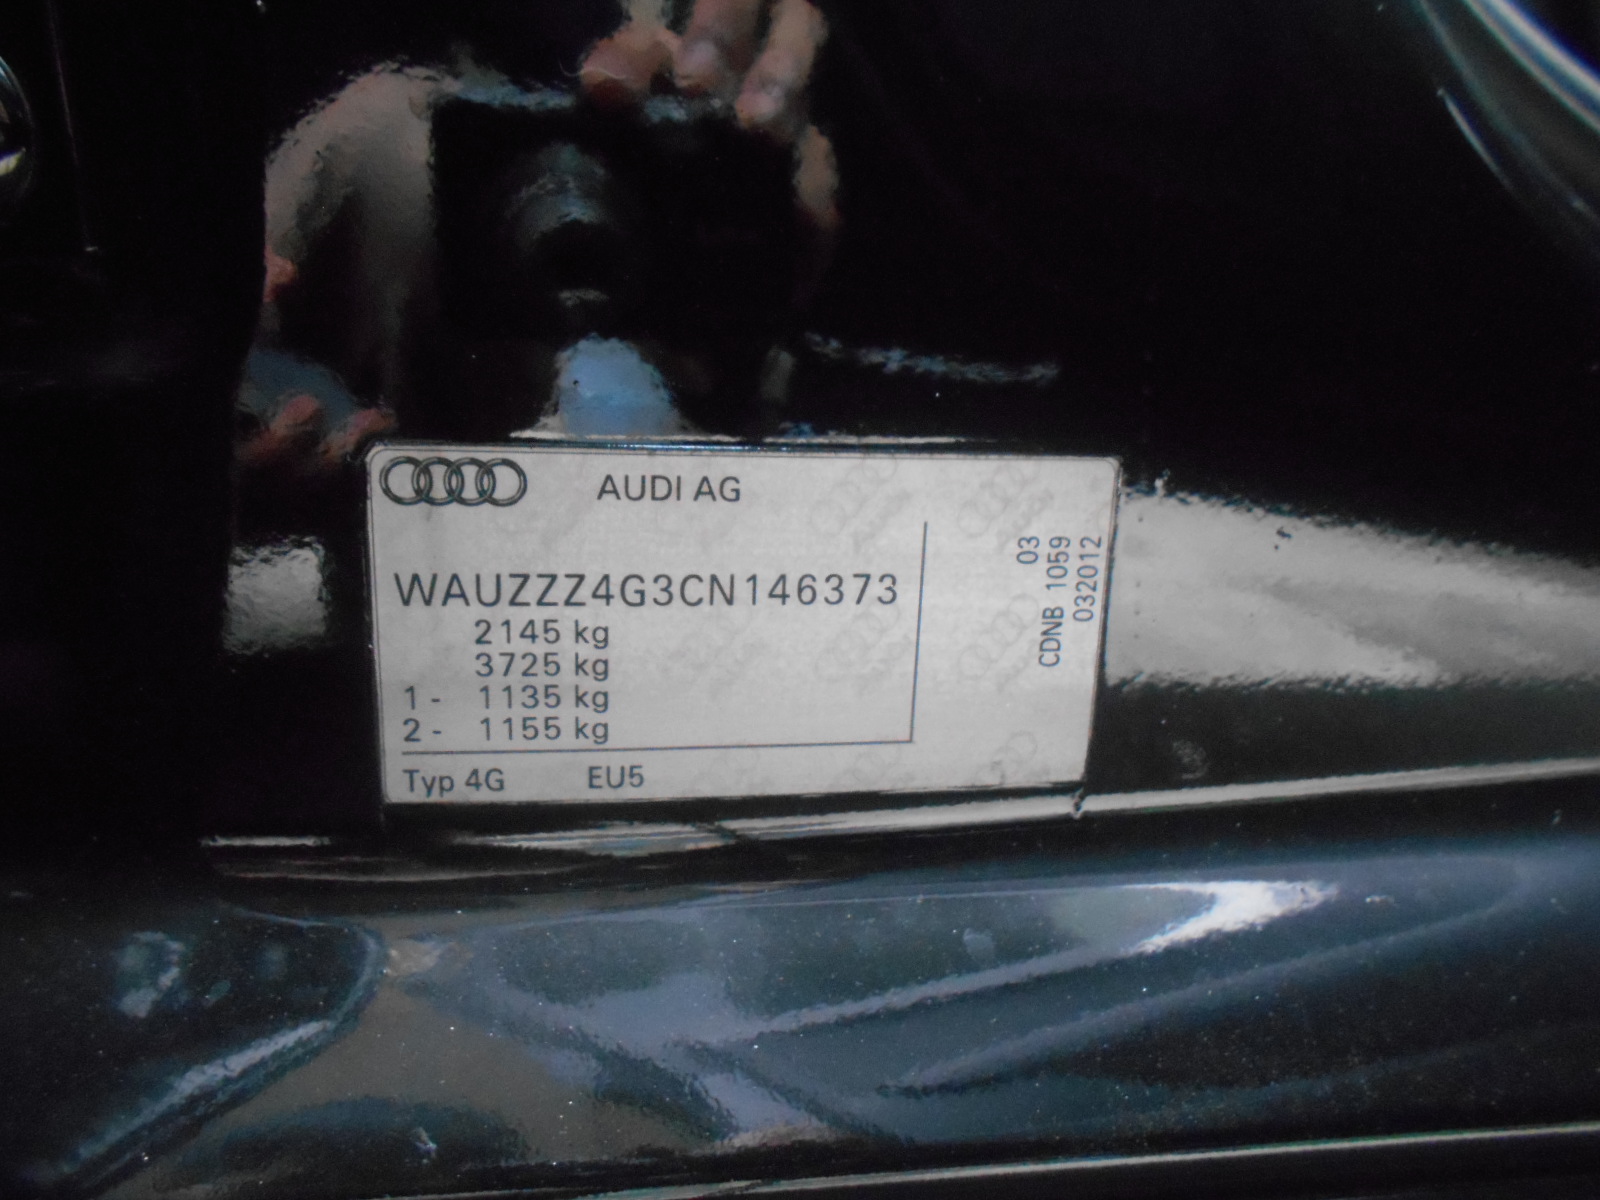 AUDI AG
WAUZZZ4G3CN146373
2145 kg
3725 kg
1 - 1135 kg
2 - 1155 kg
Typ 4G EU5
03
CDNB 1059
032012